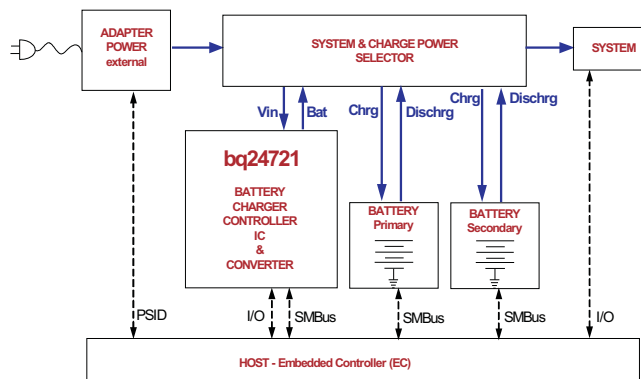 ADAPTER
POWER
external
SYSTEM & CHARGE POWER
SELECTOR
SYSTEM
Vin
Bat
Chrg
Dischrg
Chrg
Dischrg
bq24721
BATTERY
CHARGER
CONTROLLER
IC
&
CONVERTER
BATTERY
Primary
BATTERY
Secondary
PSID
I/O
SMBus
SMBus
SMBus
I/O
HOST - Embedded Controller (EC)